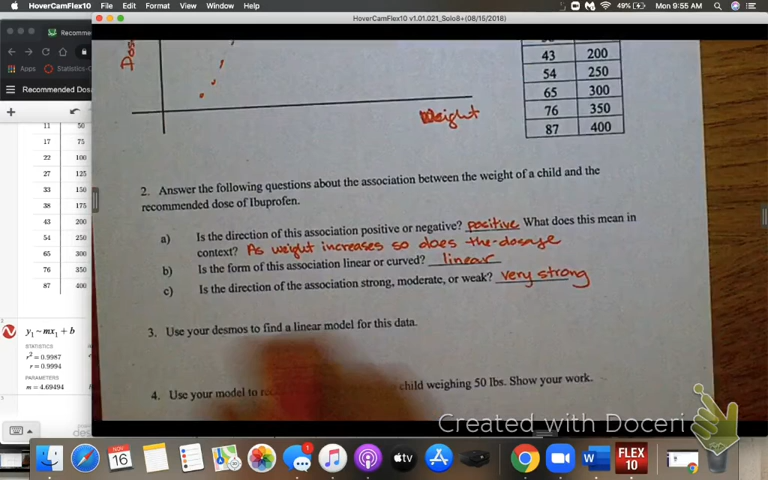 HoverCamFlex10 File Edit View Window Help
49% Mon 9:55 AM
HoverCamFlex10 v1.01.021_Solo8+(08/15/2018)
Recomme
Apps Statistics-C
Recommended Dos
11 50
17 75
22 100
27 125
33 150
38 175
43 200
54 250
65 300
76 350
87 400
y₁ ~ mx₁ + b
STATISTICS
r² = 0.9987
r = 0.9994
PARAMETERS
m = 4.69494
Weight
43 200
54 250
65 300
76 350
87 400
2. Answer the following questions about the association between the weight of a child and the
recommended dose of Ibuprofen.
a) Is the direction of this association positive or negative? positive What does this mean in
context? As weight increases so does the dosage
b) Is the form of this association linear or curved? linear
c) Is the direction of the association strong, moderate, or weak? very strong
3. Use your desmos to find a linear model for this data.
4. Use your model to child weighing 50 lbs. Show your work.
Created with Doceri
NOV
16
1
tv
FLEX
10